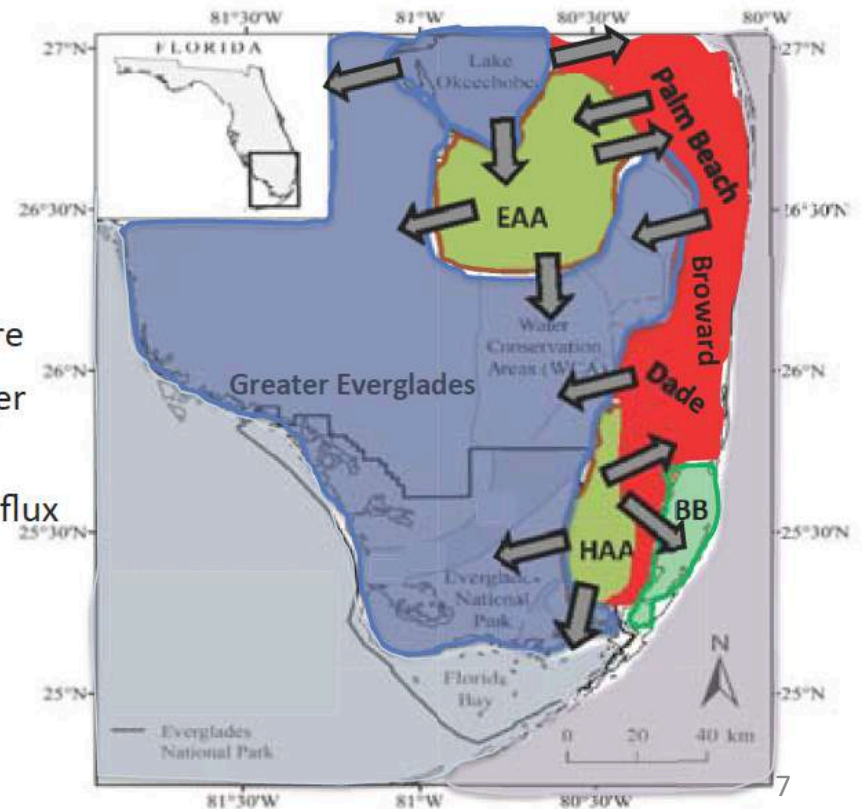 81°30'W 81°W 80°30'W 80°W
27°N 27°N
FLORIDA
Lake
Okeechobe
Palm Beach
26°30'N 26°30'N
EAA
Broward
re
Water
Conservation
Areas (WCA)
26°N 26°N
er
Greater Everglades
Dade
flux
BB
25°30'N 25°30'N
HAA
Everglades
National
Park
N
Florida
Bay
25°N 25°N
Everglades
National Park
0 20 40 km
81°30'W 81°W 80°30'W
7